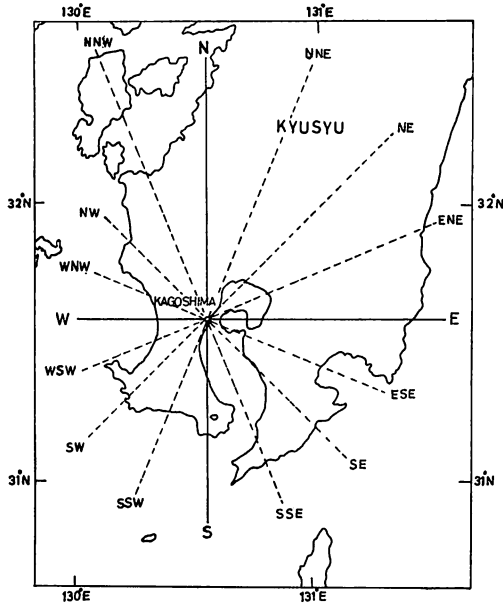 130°E
131°E
NNW
N
NNE
KYUSYU
NE
32°N
32°N
NW
ENE
WNW
KAGOSHIMA
W
E
WSW
ESE
SW
SE
31°N
31°N
SSW
SSE
S
130°E
131°E